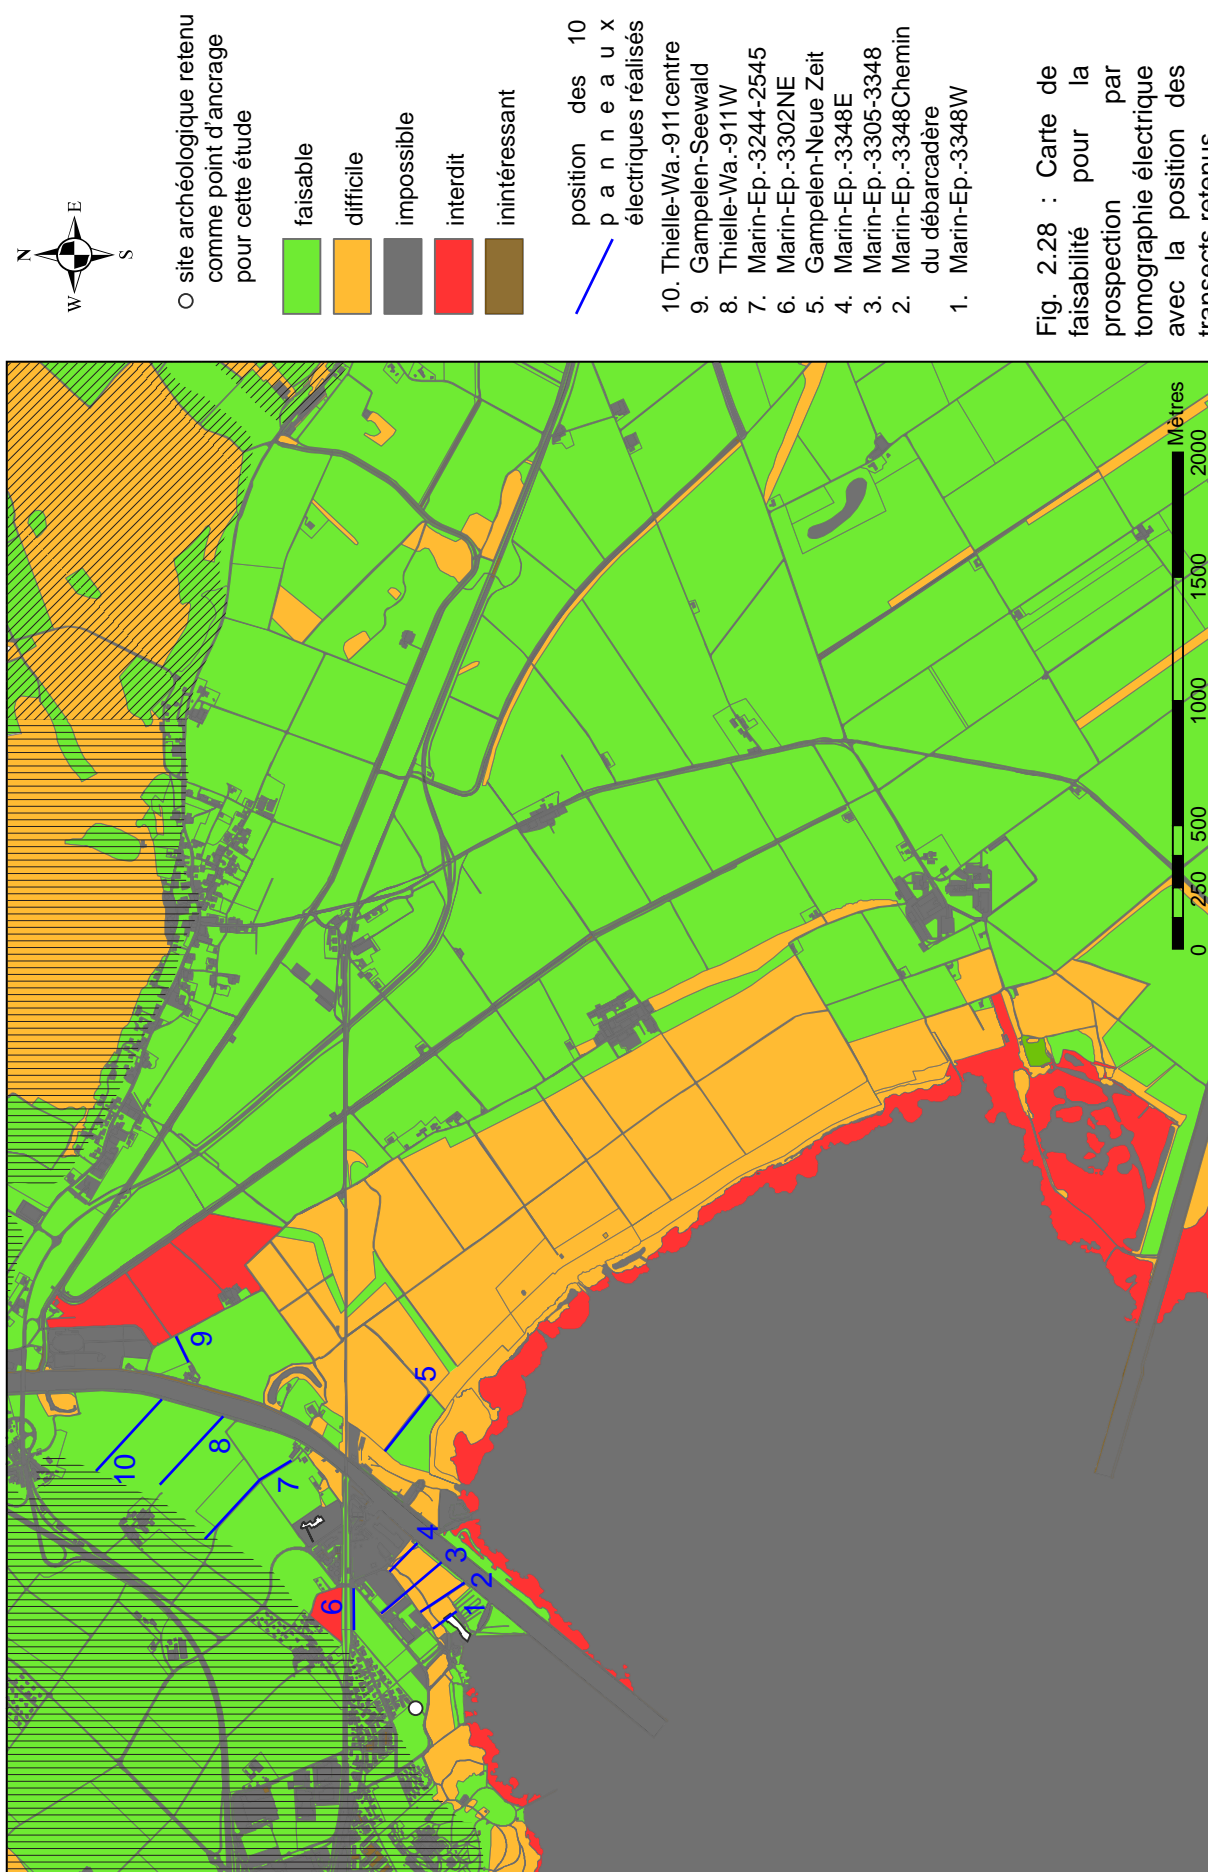 N
W
E
S
site archéologique retenu
comme point d'ancrage
pour cette étude
faisable
difficile
impossible
interdit
inintéressant
position des 10
panneaux
électriques réalisés
10. Thielle-Wa.-911centre
9. Gampelen-Seewald
8. Thielle-Wa.-911W
7. Marin-Ep.-3244-2545
6. Marin-Ep.-3302NE
5. Gampelen-Neue Zeit
4. Marin-Ep.-3348E
3. Marin-Ep.-3305-3348
2. Marin-Ep.-3348Chemin
du débarcadère
1. Marin-Ep.-3348W
Fig. 2.28 : Carte de
faisabilité pour la
prospection par
tomographie électrique
avec la position des
transects retenus
10
9
8
7
6
5
4
3
2
1
0 250 500 1000 1500 2000
Mètres